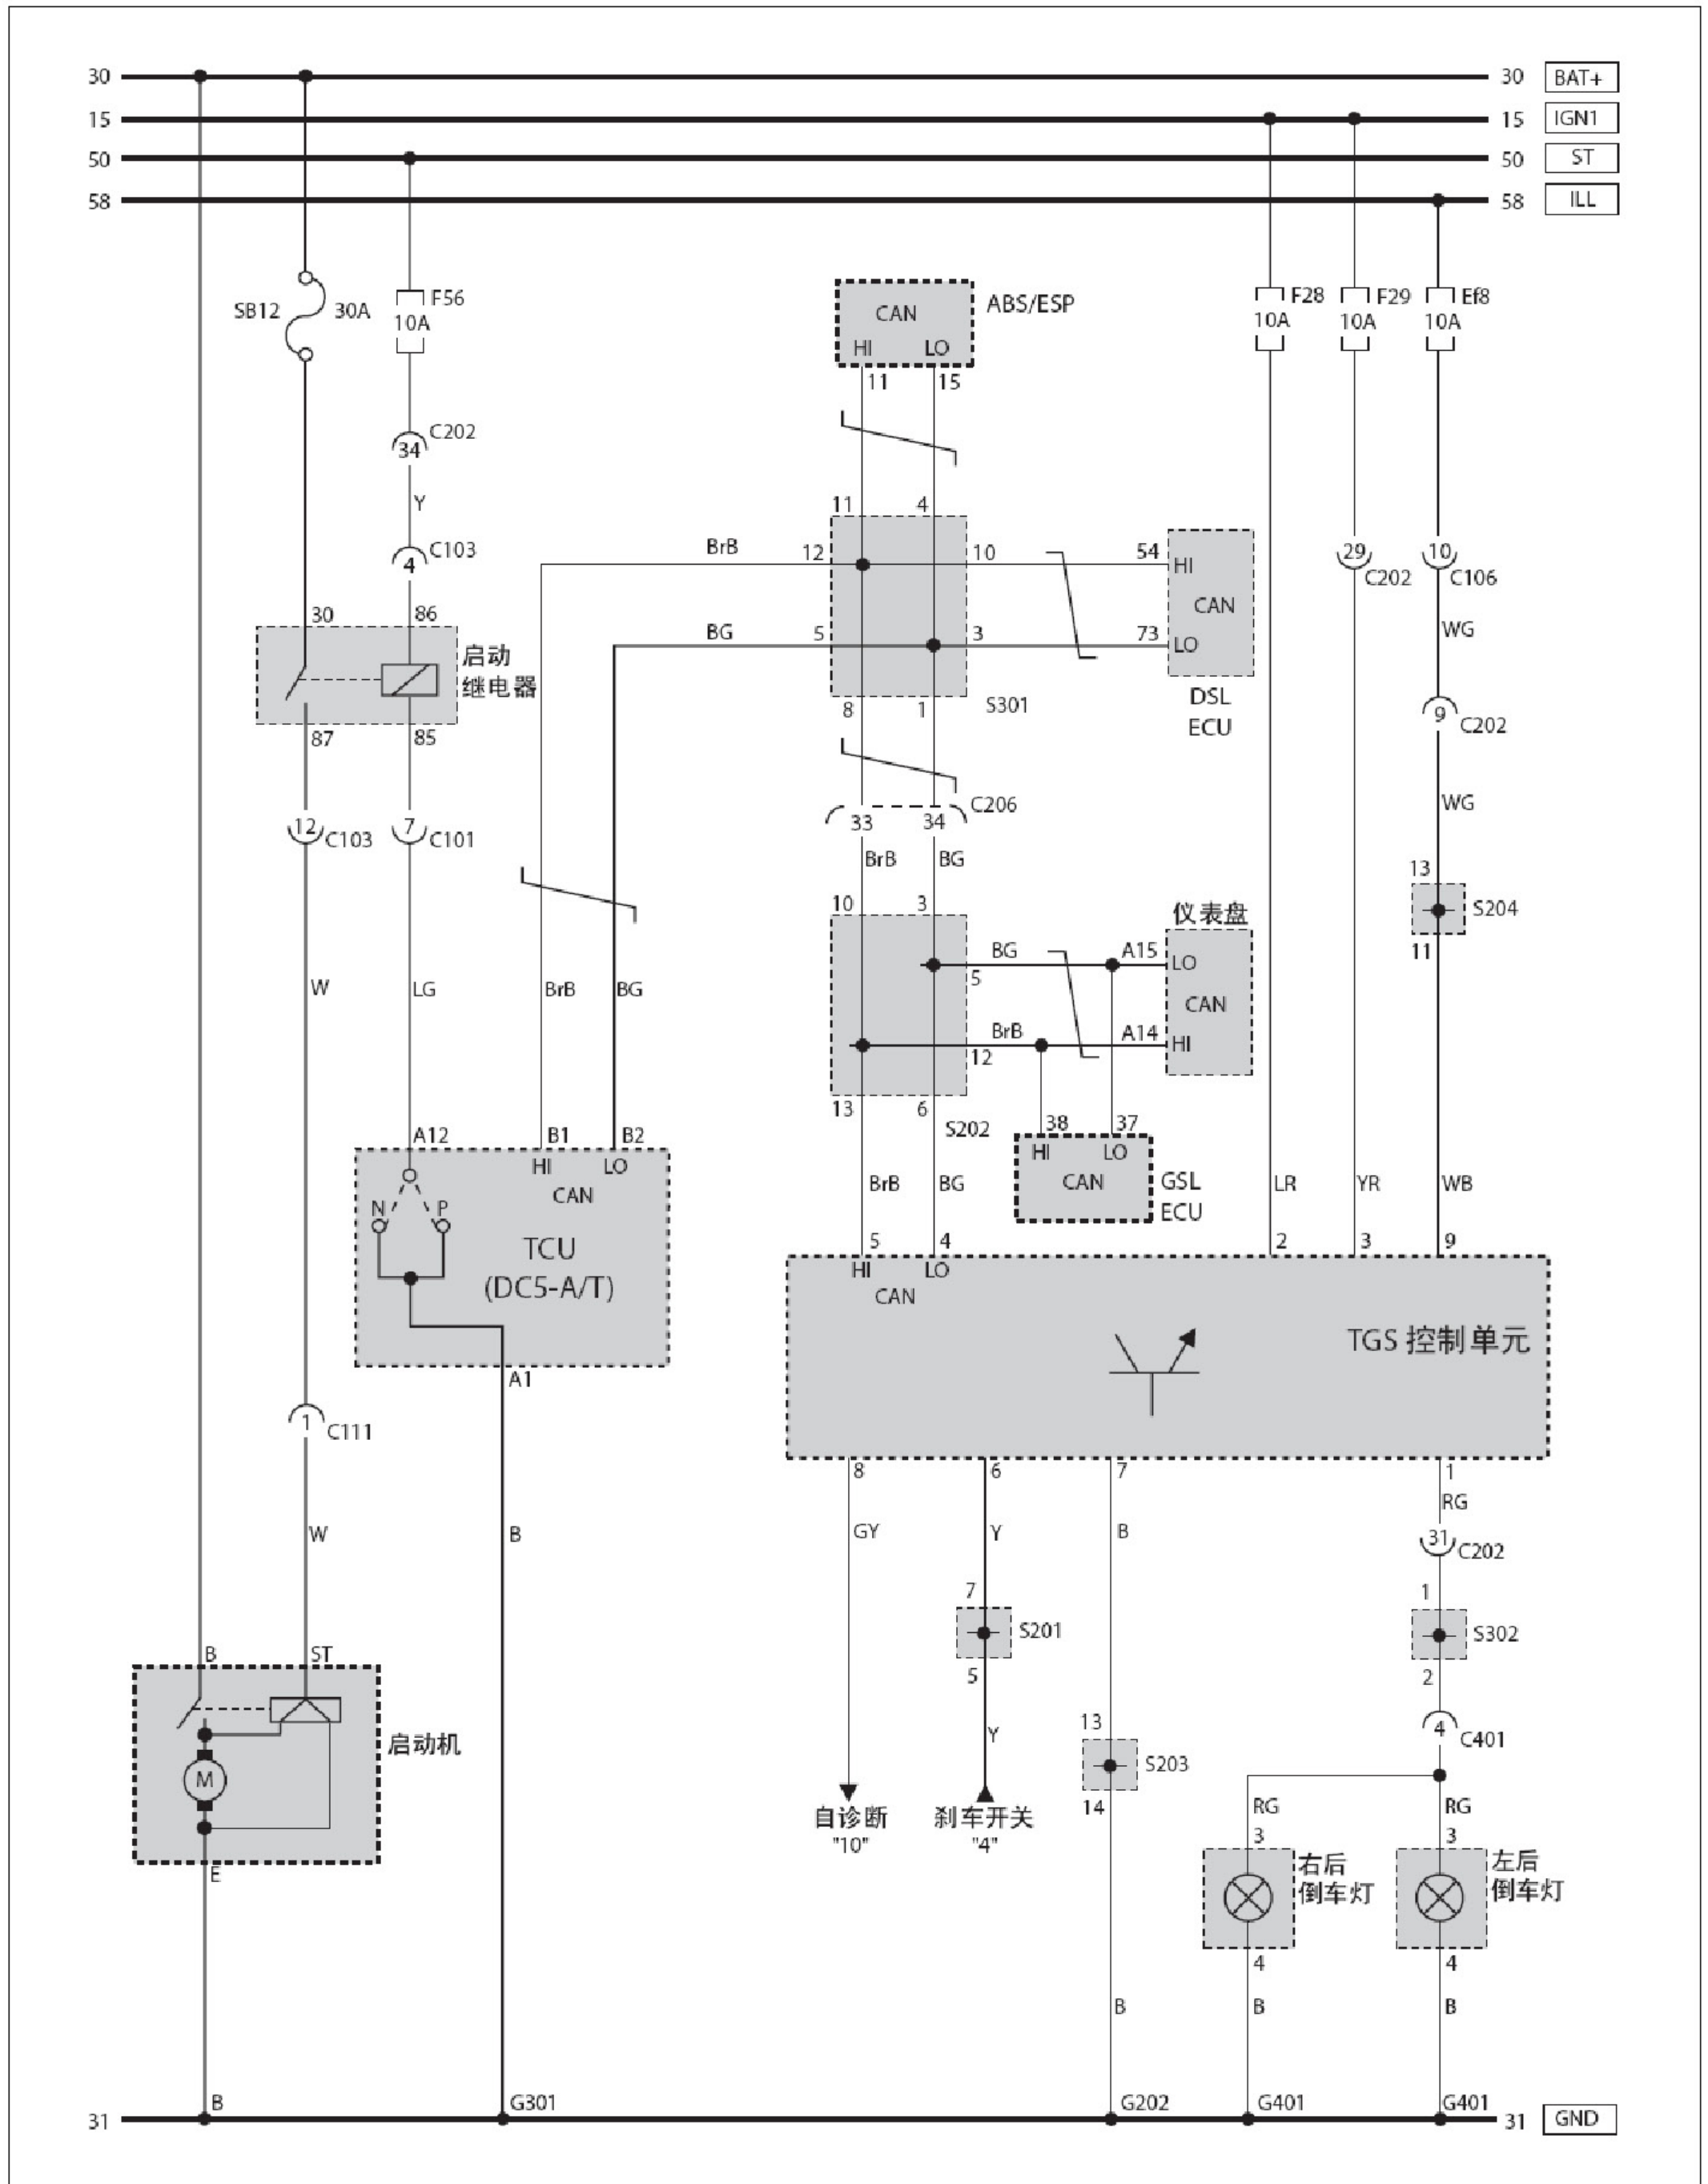 30
30
BAT+
15
15
IGN1
50
50
ST
58
58
ILL
SB12
30A
F56
10A
CAN
HI
LO
ABS/ESP
11
15
F28
10A
F29
10A
Ef8
10A
34
C202
Y
4
C103
11
4
BrB
12
10
54
HI
CAN
BG
5
3
73
LO
DSL
ECU
8
1
S301
29
C202
10
C106
WG
30
86
启动
继电器
87
85
9
C202
WG
12
C103
7
C101
C206
33
34
BrB
BG
13
S204
11
10
3
仪表盘
BG
5
A15
LO
CAN
BrB
12
A14
HI
W
LG
BrB
BG
13
6
S202
38
37
HI
LO
CAN
GSL
ECU
A12
B1
B2
HI
LO
CAN
N
P
TCU
(DC5-A/T)
A1
BrB
BG
LR
YR
WB
5
4
2
3
9
HI
LO
CAN
TGS 控制单元
1
C111
8
6
7
1
RG
W
B
GY
Y
B
31
C202
7
S201
5
1
S302
2
B
ST
启动机
M
E
Y
13
S203
14
4
C401
自诊断
"10"
刹车开关
"4"
RG
RG
3
3
右后
倒车灯
左后
倒车灯
4
4
B
B
B
31
B
G301
G202
G401
G401
31
GND